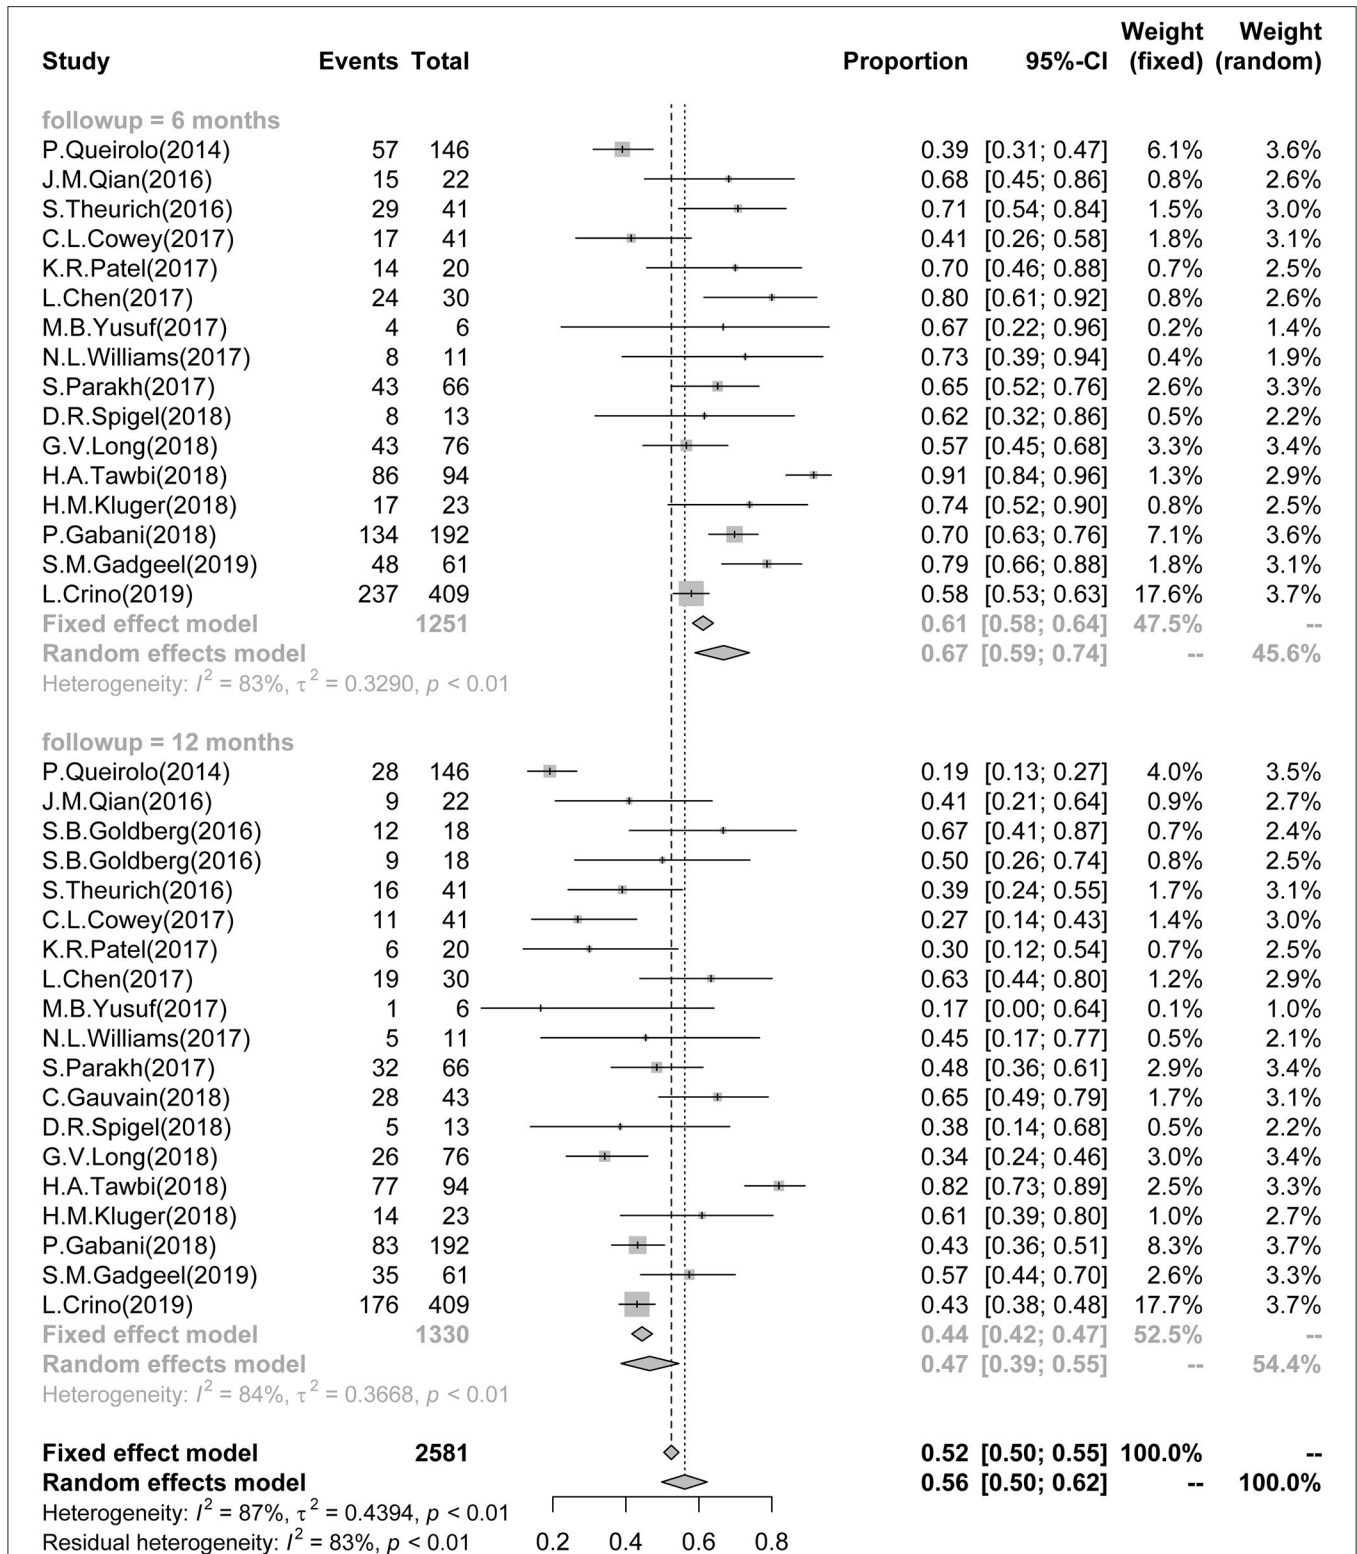 Weight Weight
Study Events Total Proportion 95%-CI (fixed) (random)
followup = 6 months
P.Queirolo(2014) 57 146 0.39 [0.31; 0.47] 6.1% 3.6%
J.M.Qian(2016) 15 22 0.68 [0.45; 0.86] 0.8% 2.6%
S.Theurich(2016) 29 41 0.71 [0.54; 0.84] 1.5% 3.0%
C.L.Cowey(2017) 17 41 0.41 [0.26; 0.58] 1.8% 3.1%
K.R.Patel(2017) 14 20 0.70 [0.46; 0.88] 0.7% 2.5%
L.Chen(2017) 24 30 0.80 [0.61; 0.92] 0.8% 2.6%
M.B.Yusuf(2017) 4 6 0.67 [0.22; 0.96] 0.2% 1.4%
N.L.Williams(2017) 8 11 0.73 [0.39; 0.94] 0.4% 1.9%
S.Parakh(2017) 43 66 0.65 [0.52; 0.76] 2.6% 3.3%
D.R.Spigel(2018) 8 13 0.62 [0.32; 0.86] 0.5% 2.2%
G.V.Long(2018) 43 76 0.57 [0.45; 0.68] 3.3% 3.4%
H.A.Tawbi(2018) 86 94 0.91 [0.84; 0.96] 1.3% 2.9%
H.M.Kluger(2018) 17 23 0.74 [0.52; 0.90] 0.8% 2.5%
P.Gabani(2018) 134 192 0.70 [0.63; 0.76] 7.1% 3.6%
S.M.Gadgeel(2019) 48 61 0.79 [0.66; 0.88] 1.8% 3.1%
L.Crino(2019) 237 409 0.58 [0.53; 0.63] 17.6% 3.7%
Fixed effect model 1251 0.61 [0.58; 0.64] 47.5% --
Random effects model 0.67 [0.59; 0.74] -- 45.6%
Heterogeneity: I² = 83%, τ² = 0.3290, p < 0.01
followup = 12 months
P.Queirolo(2014) 28 146 0.19 [0.13; 0.27] 4.0% 3.5%
J.M.Qian(2016) 9 22 0.41 [0.21; 0.64] 0.9% 2.7%
S.B.Goldberg(2016) 12 18 0.67 [0.41; 0.87] 0.7% 2.4%
S.B.Goldberg(2016) 9 18 0.50 [0.26; 0.74] 0.8% 2.5%
S.Theurich(2016) 16 41 0.39 [0.24; 0.55] 1.7% 3.1%
C.L.Cowey(2017) 11 41 0.27 [0.14; 0.43] 1.4% 3.0%
K.R.Patel(2017) 6 20 0.30 [0.12; 0.54] 0.7% 2.5%
L.Chen(2017) 19 30 0.63 [0.44; 0.80] 1.2% 2.9%
M.B.Yusuf(2017) 1 6 0.17 [0.00; 0.64] 0.1% 1.0%
N.L.Williams(2017) 5 11 0.45 [0.17; 0.77] 0.5% 2.1%
S.Parakh(2017) 32 66 0.48 [0.36; 0.61] 2.9% 3.4%
C.Gauvain(2018) 28 43 0.65 [0.49; 0.79] 1.7% 3.1%
D.R.Spigel(2018) 5 13 0.38 [0.14; 0.68] 0.5% 2.2%
G.V.Long(2018) 26 76 0.34 [0.24; 0.46] 3.0% 3.4%
H.A.Tawbi(2018) 77 94 0.82 [0.73; 0.89] 2.5% 3.3%
H.M.Kluger(2018) 14 23 0.61 [0.39; 0.80] 1.0% 2.7%
P.Gabani(2018) 83 192 0.43 [0.36; 0.51] 8.3% 3.7%
S.M.Gadgeel(2019) 35 61 0.57 [0.44; 0.70] 2.6% 3.3%
L.Crino(2019) 176 409 0.43 [0.38; 0.48] 17.7% 3.7%
Fixed effect model 1330 0.44 [0.42; 0.47] 52.5% --
Random effects model 0.47 [0.39; 0.55] -- 54.4%
Heterogeneity: I² = 84%, τ² = 0.3668, p < 0.01
Fixed effect model 2581 0.52 [0.50; 0.55] 100.0% --
Random effects model 0.56 [0.50; 0.62] -- 100.0%
Heterogeneity: I² = 87%, τ² = 0.4394, p < 0.01
Residual heterogeneity: I² = 83%, p < 0.01 0.2 0.4 0.6 0.8